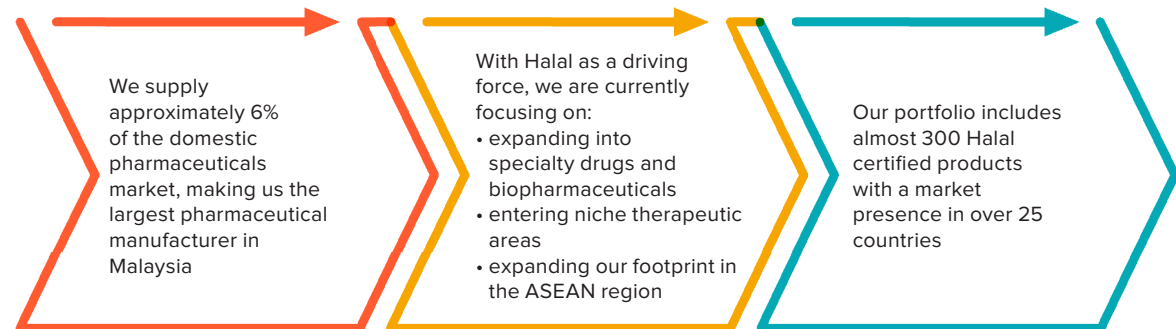 We supply
approximately 6%
of the domestic
pharmaceuticals
market, making us the
largest pharmaceutical
manufacturer in
Malaysia
With Halal as a driving
force, we are currently
focusing on:
• expanding into
specialty drugs and
biopharmaceuticals
• entering niche therapeutic
areas
• expanding our footprint in
the ASEAN region
Our portfolio includes
almost 300 Halal
certified products
with a market
presence in over 25
countries